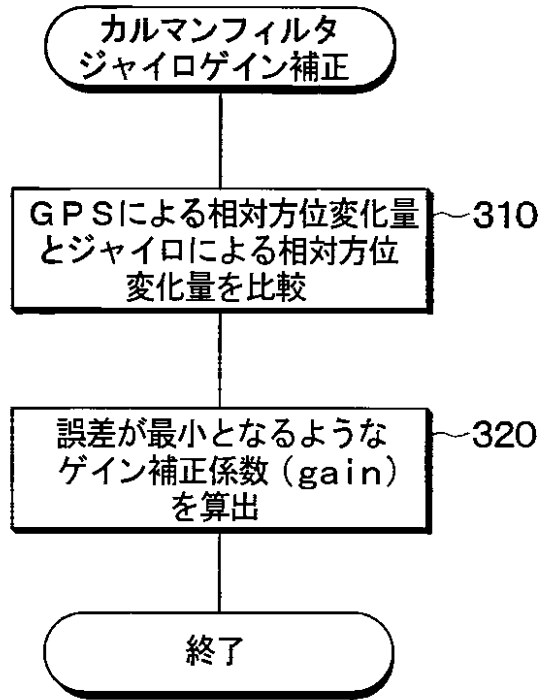 カルマンフィルタ
ジャイロゲイン補正
GPSによる相対方位変化量
とジャイロによる相対方位
変化量を比較
310
誤差が最小となるような
ゲイン補正係数(gain)
を算出
320
終了